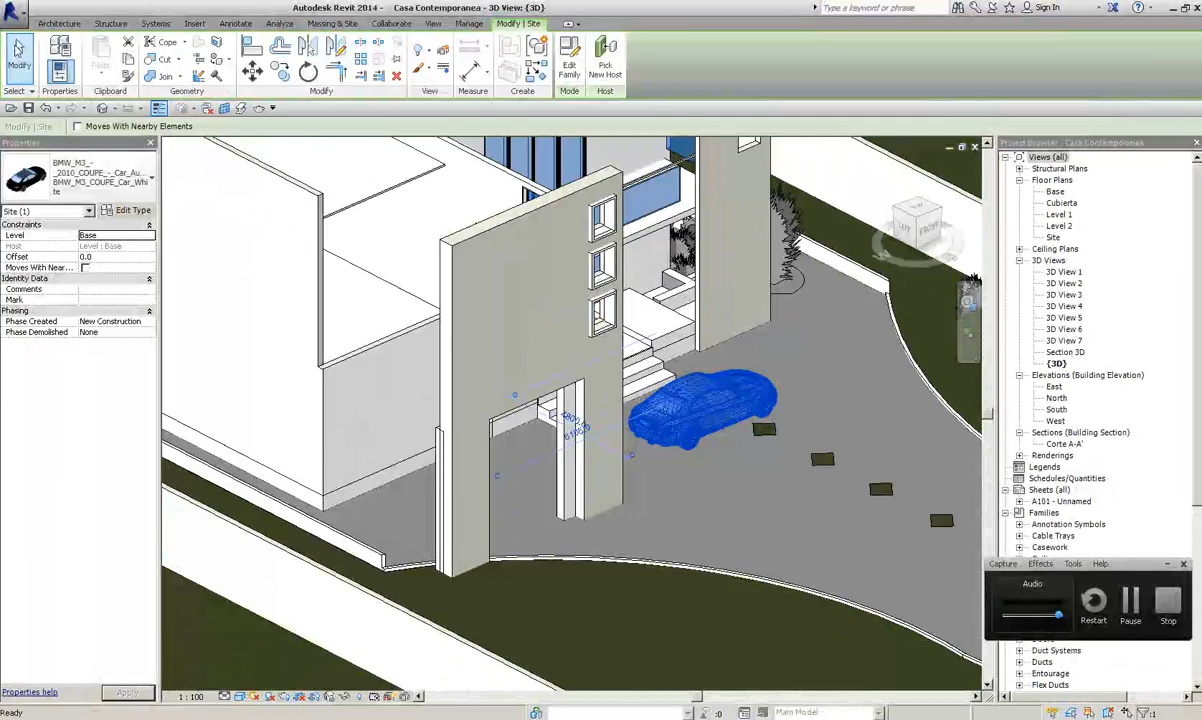 Autodesk Revit 2014 - Casa Contemporanea - 3D View: {3D}
Type a keyword or phrase
Sign In
Architecture Structure Systems Insert Annotate Analyze Massing & Site Collaborate View Manage Modify | Site
Modify
Properties
Paste
Cope
Cut
Join
Edit Family
Pick New Host
Select Properties Clipboard Geometry Modify View Measure Create Mode Host
Modify | Site
Moves With Nearby Elements
Properties
BMW_M3_-
_2010_COUPE_-_Car_Au...
BMW_M3_COUPE_Car_Whi
te
Site (1)
Edit Type
Constraints
Level Base
Host Level : Base
Offset 0.0
Moves With Near...
Identity Data
Comments
Mark
Phasing
Phase Created New Construction
Phase Demolished None
Properties help
Apply
LEFT
FRONT
Project Browser - Casa Contemporanea
Views (all)
Structural Plans
Floor Plans
Base
Cubierta
Level 1
Level 2
Site
Ceiling Plans
3D Views
3D View 1
3D View 2
3D View 3
3D View 4
3D View 5
3D View 6
3D View 7
Section 3D
{3D}
Elevations (Building Elevation)
East
North
South
West
Sections (Building Section)
Corte A-A'
Renderings
Legends
Schedules/Quantities
Sheets (all)
A101 - Unnamed
Families
Annotation Symbols
Cable Trays
Casework
Capture Effects Tools Help
Audio
Restart
Pause
Stop
Duct Systems
Ducts
Entourage
Flex Ducts
1 : 100
Ready
:0
Main Model
:1